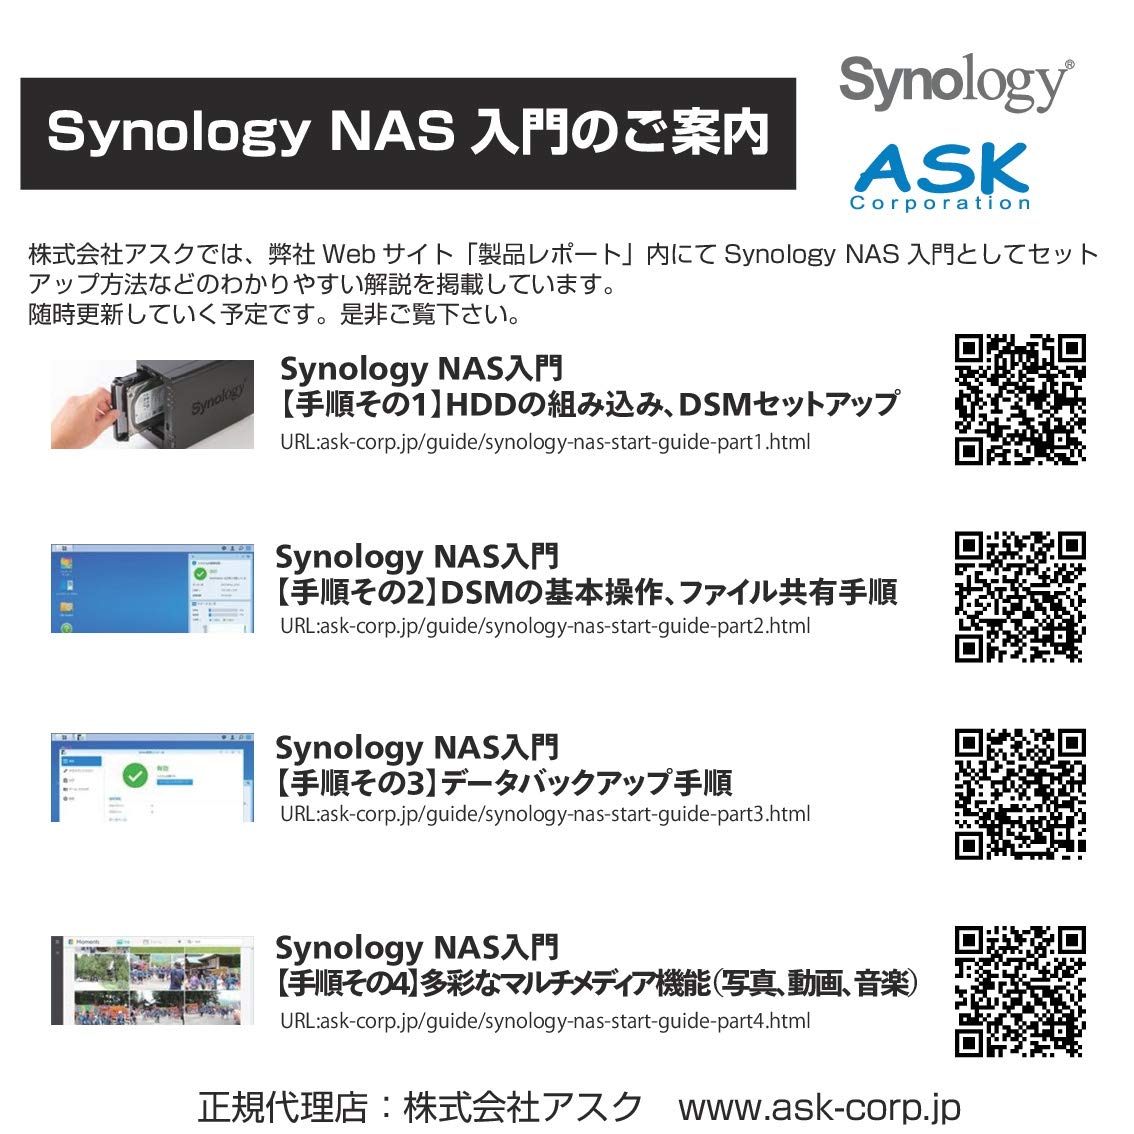 Synology NAS 入門のご案内
Synology®
ASK
Corporation
株式会社アスクでは、弊社 Web サイト「製品レポート」内にて Synology NAS 入門としてセット
アップ方法などのわかりやすい解説を掲載しています。
随時更新していく予定です。是非ご覧下さい。
Synology
Synology NAS入門
【手順その1】HDDの組み込み、DSMセットアップ
URL:ask-corp.jp/guide/synology-nas-start-guide-part1.html
Synology NAS入門
【手順その2】DSMの基本操作、ファイル共有手順
URL:ask-corp.jp/guide/synology-nas-start-guide-part2.html
Synology NAS入門
【手順その3】データバックアップ手順
URL:ask-corp.jp/guide/synology-nas-start-guide-part3.html
Moments
Synology NAS入門
【手順その4】多彩なマルチメディア機能（写真、動画、音楽）
URL:ask-corp.jp/guide/synology-nas-start-guide-part4.html
正規代理店：株式会社アスク　www.ask-corp.jp